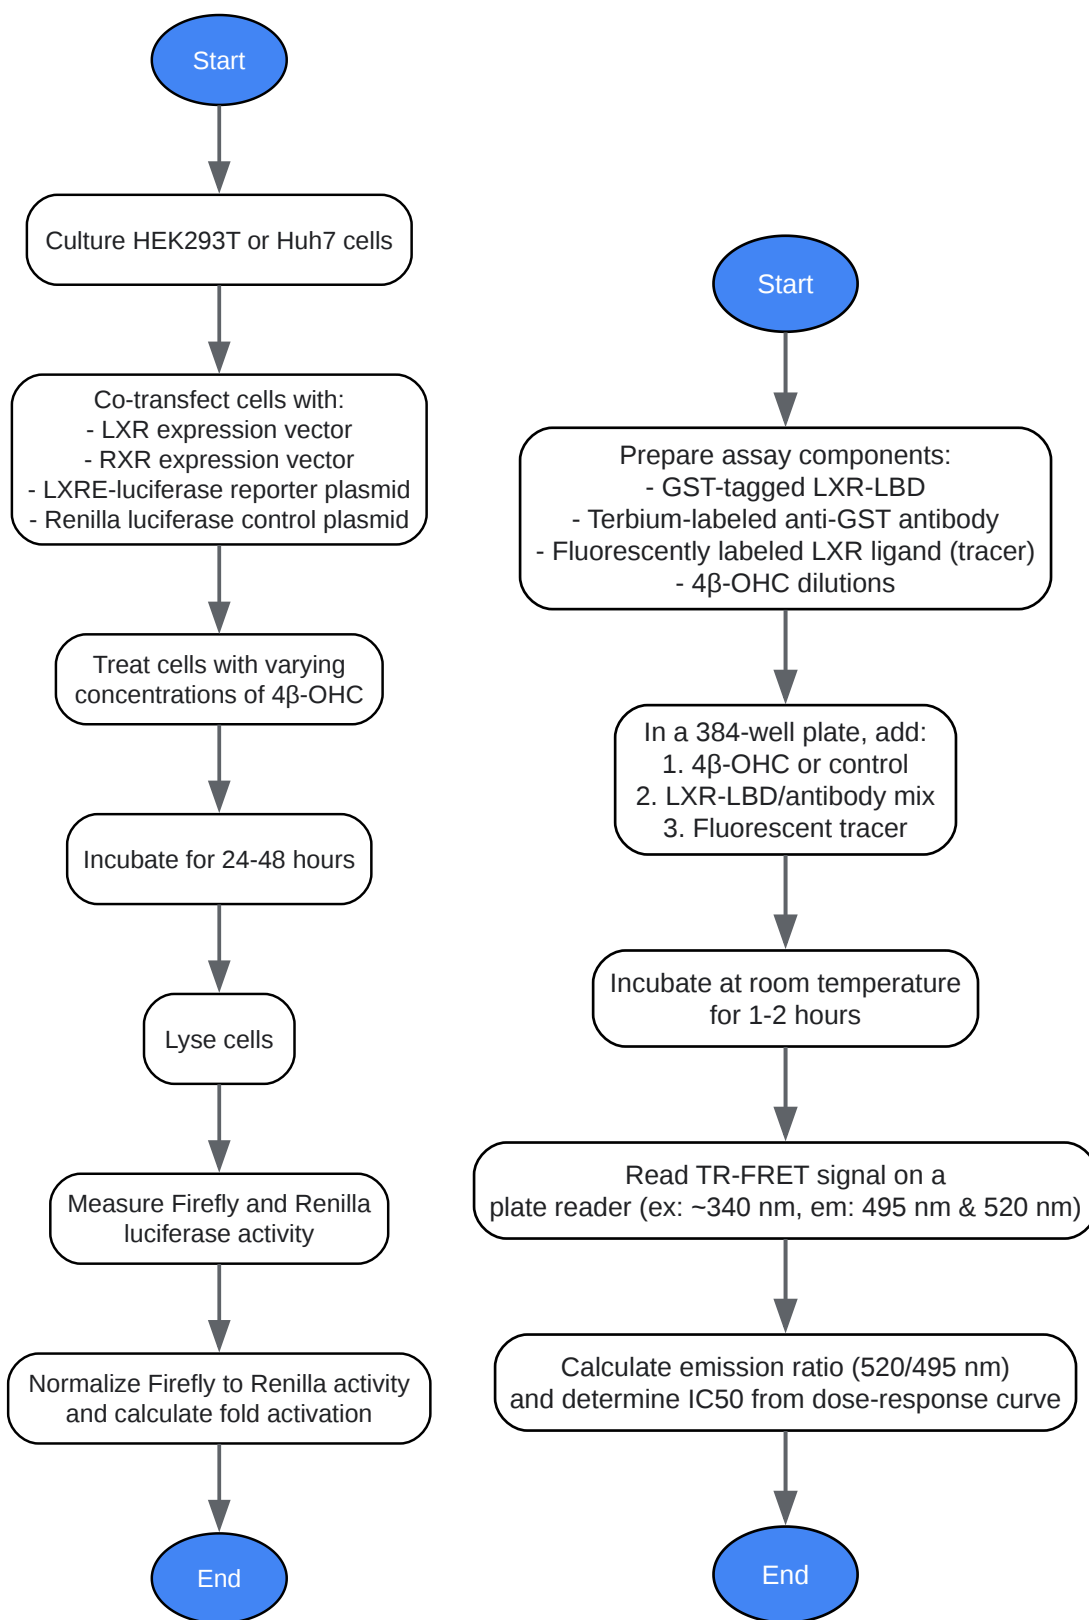 Start
Culture HEK293T or Huh7 cells
Co-transfect cells with:
- LXR expression vector
- RXR expression vector
- LXRE-luciferase reporter plasmid
- Renilla luciferase control plasmid
Treat cells with varying
concentrations of 4β-OHC
Incubate for 24-48 hours
Lyse cells
Measure Firefly and Renilla
luciferase activity
Normalize Firefly to Renilla activity
and calculate fold activation
End
Start
Prepare assay components:
- GST-tagged LXR-LBD
- Terbium-labeled anti-GST antibody
- Fluorescently labeled LXR ligand (tracer)
- 4β-OHC dilutions
In a 384-well plate, add:
1. 4β-OHC or control
2. LXR-LBD/antibody mix
3. Fluorescent tracer
Incubate at room temperature
for 1-2 hours
Read TR-FRET signal on a
plate reader (ex: ~340 nm, em: 495 nm & 520 nm)
Calculate emission ratio (520/495 nm)
and determine IC50 from dose-response curve
End